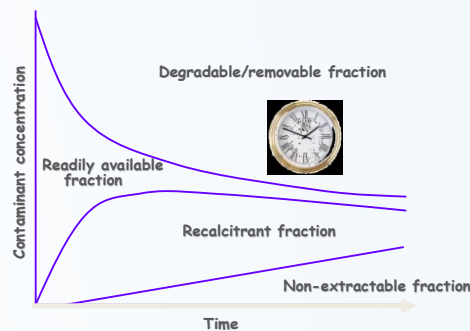 Degradable/removable fraction
Contaminant concentration
Readily available
fraction
Recalcitrant fraction
Non-extractable fraction
Time